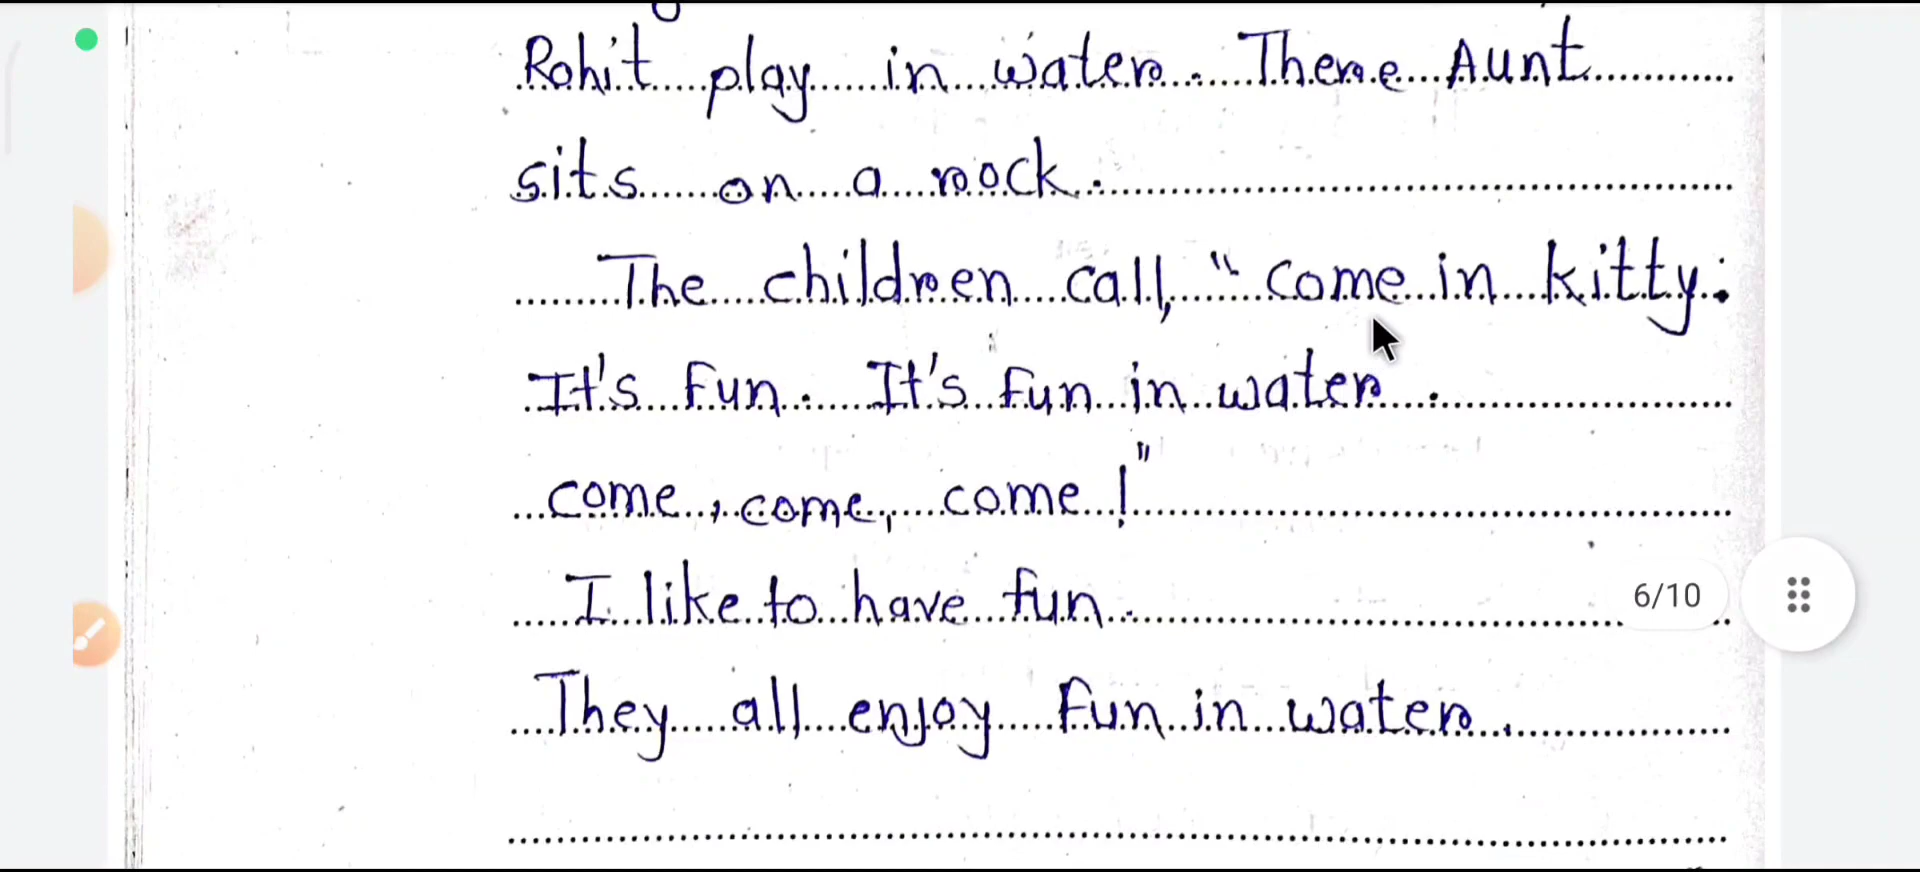 Rohit play in water. There Aunt
sits on a rock.
The children call, "come in kitty.
It's fun. It's fun in water.
come, come, come!"
I like to have fun.
6/10
They all enjoy fun in water.